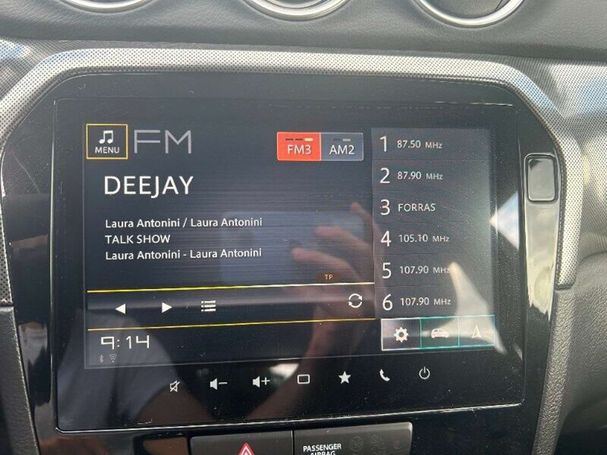 MENU FM
FM3 AM2
DEEJAY
Laura Antonini / Laura Antonini
TALK SHOW
Laura Antonini - Laura Antonini
TP
1 87.50 MHz
2 87.90 MHz
3 FORRAS
4 105.10 MHz
5 107.90 MHz
6 107.90 MHz
9:14
PASSENGER
AIRBAG